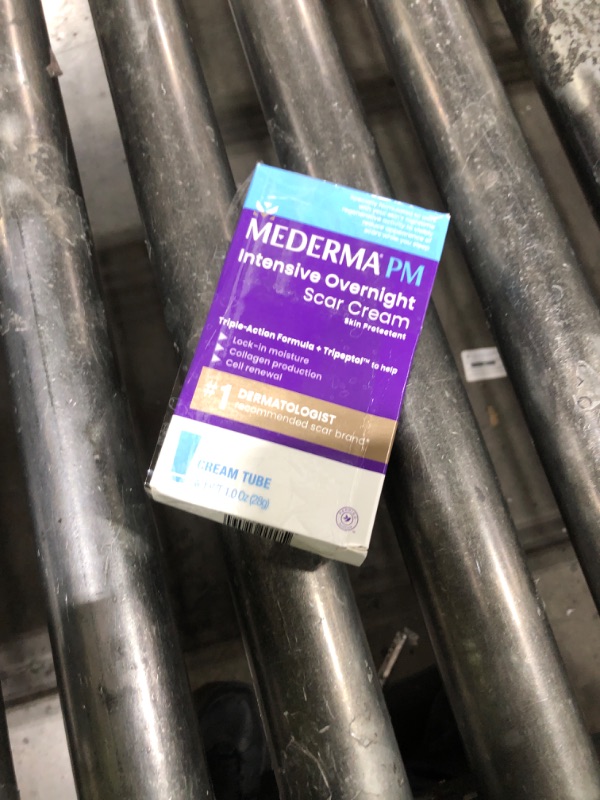 MEDERMA® PM
Intensive Overnight
Scar Cream
Skin Protectant
Triple-Action Formula + Tripeptol™ to help
Lock-in moisture
Collagen production
Cell renewal
#1 DERMATOLOGIST
recommended scar brand*
CREAM TUBE
1.0 Oz (28g)